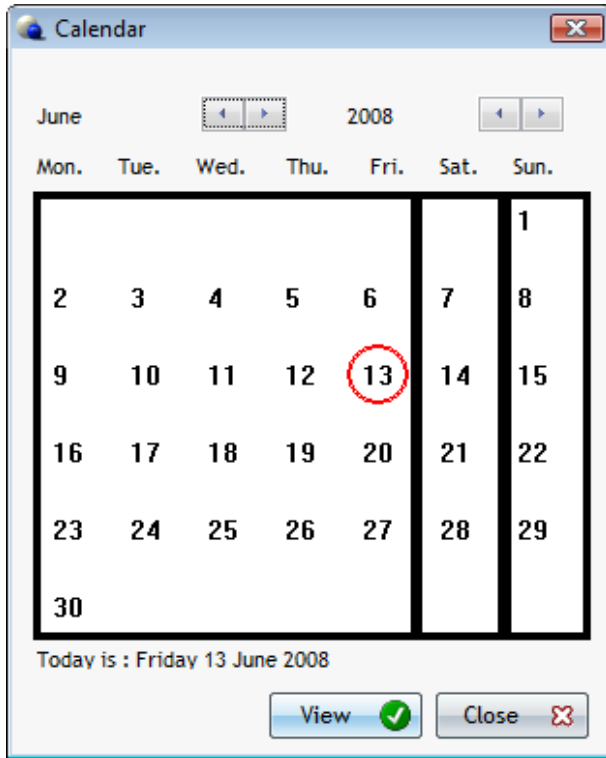 Calendar
June 2008
Mon. Tue. Wed. Thu. Fri. Sat. Sun.
1
2 3 4 5 6 7 8
9 10 11 12 13 14 15
16 17 18 19 20 21 22
23 24 25 26 27 28 29
30
Today is : Friday 13 June 2008
View Close